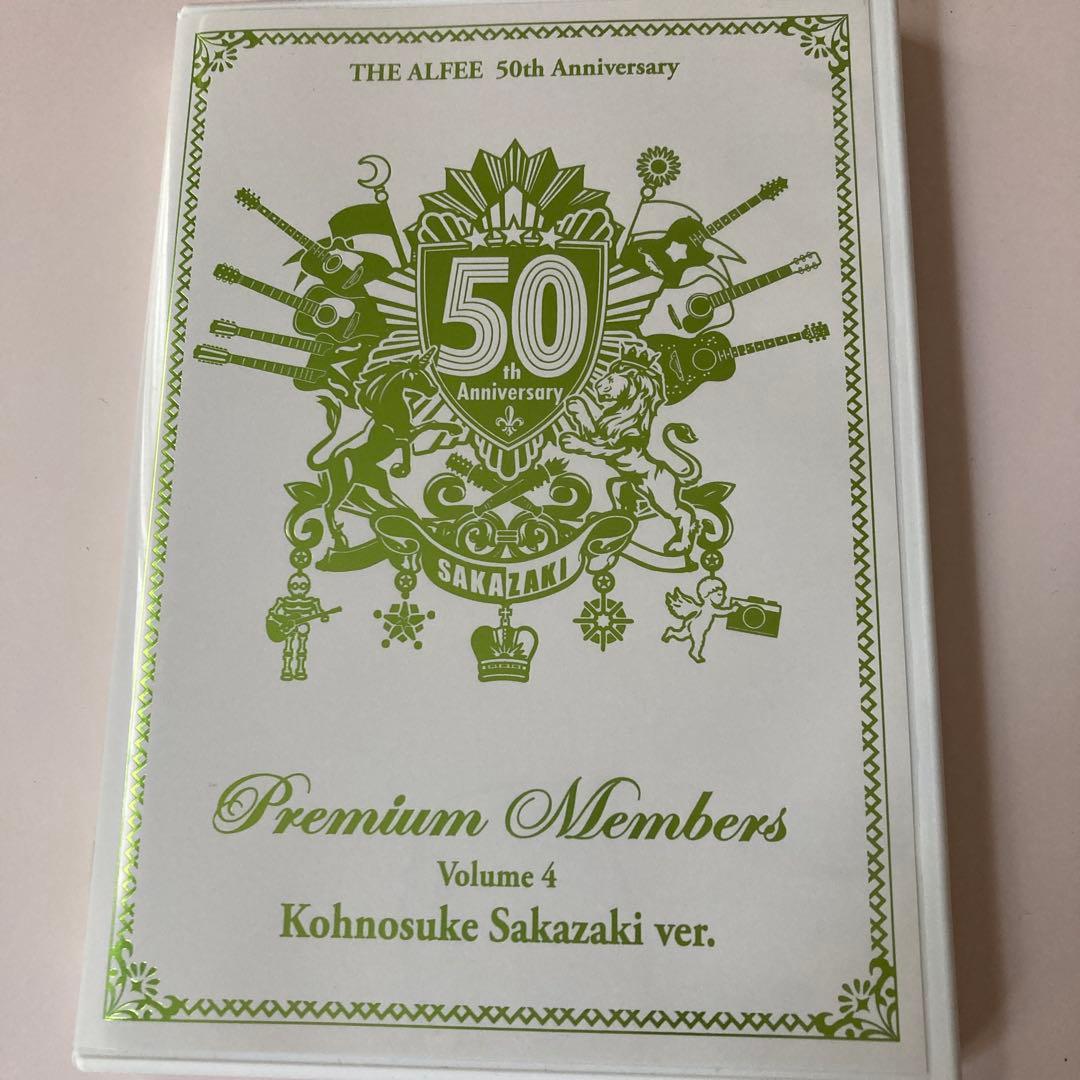 THE ALFEE 50th Anniversary
50
th
Anniversary
SAKAZAKI
Premium Members
Volume 4
Kohnosuke Sakazaki ver.